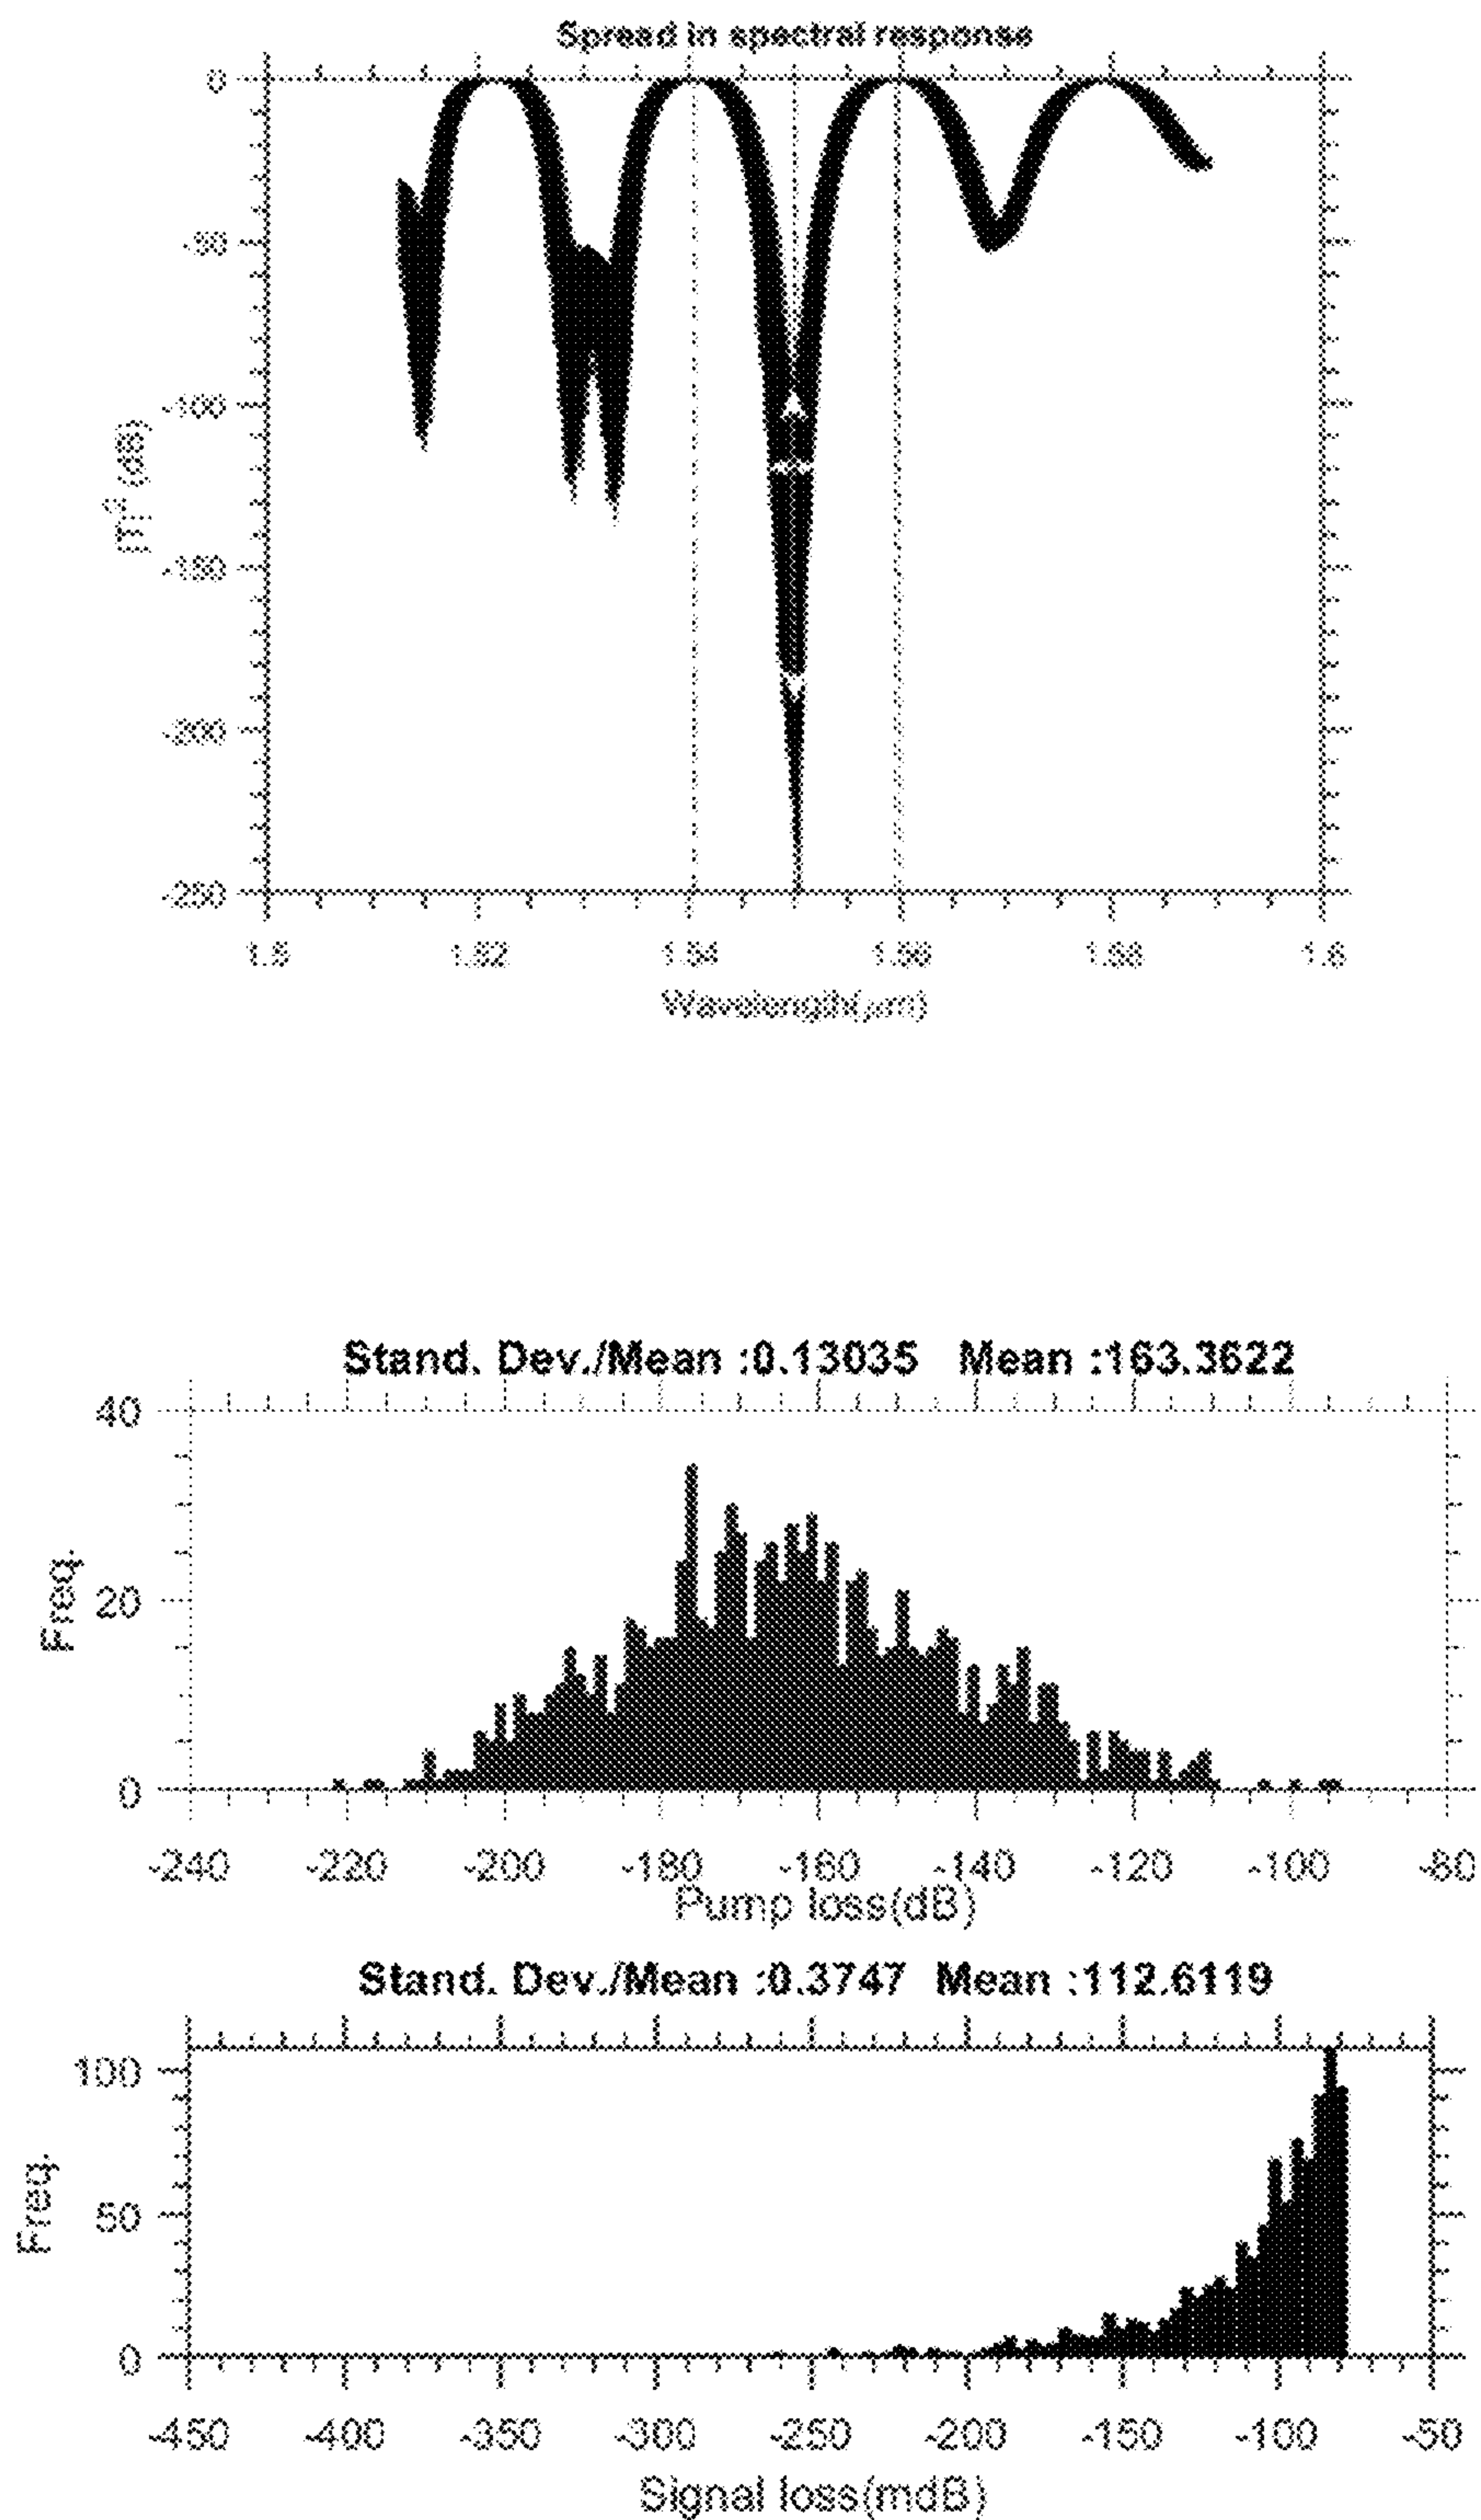 Spread in spectral response
0
-50
-100
-150
-200
-250
|T|² (dB)
1.5 1.52 1.54 1.56 1.58 1.6
Wavelength(μm)
Stand. Dev./Mean :0.13035 Mean :163.3622
40
20
0
Freq.
-240 -220 -200 -180 -160 -140 -120 -100 -80
Pump loss(dB)
Stand. Dev./Mean :0.3747 Mean :112.6119
100
50
0
Freq.
-450 -400 -350 -300 -250 -200 -150 -100 -50
Signal loss(mdB)